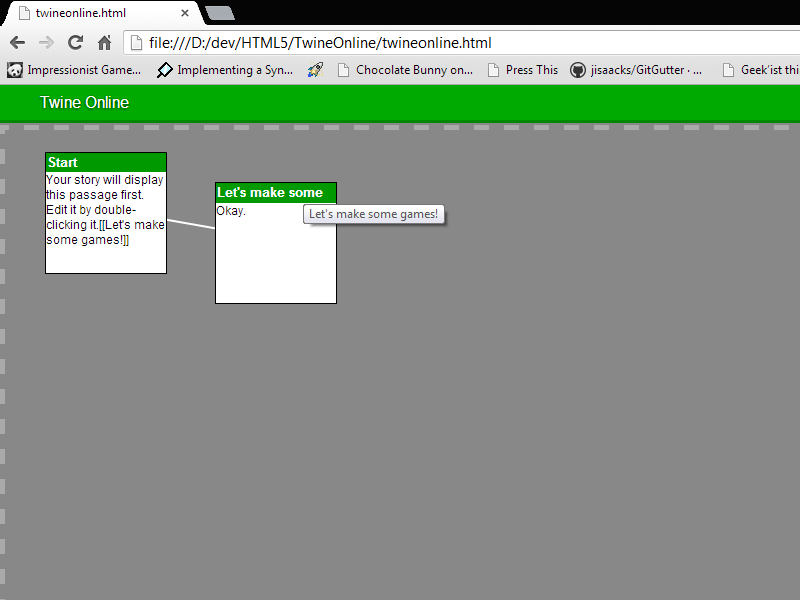 twineonline.html
file:///D:/dev/HTML5/TwineOnline/twineonline.html
Impressionist Game... Implementing a Syn... Chocolate Bunny on... Press This jisaacks/GitGutter · ... Geek'ist thi
Twine Online
Start
Your story will display
this passage first.
Edit it by double-
clicking it.[[Let's make
some games!]]
Let's make some
Okay.
Let's make some games!